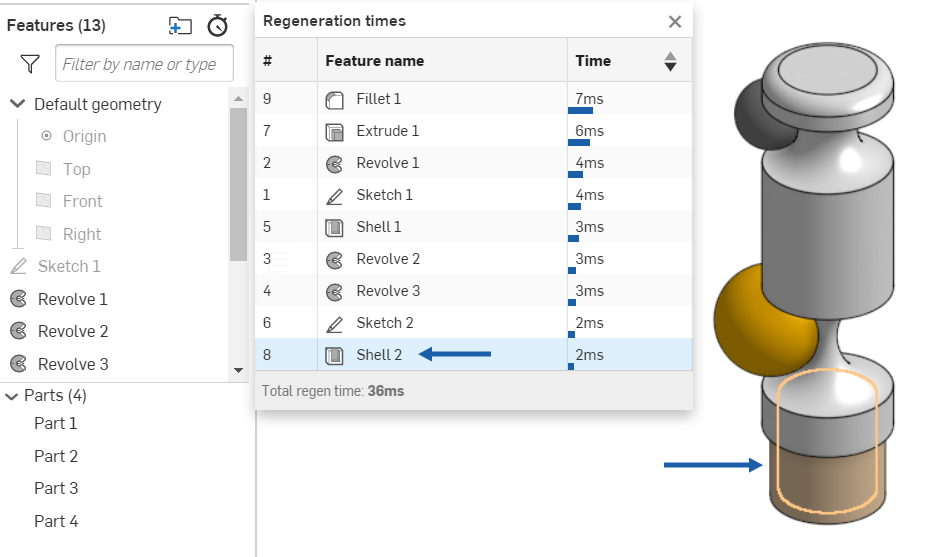 Features (13)
Filter by name or type
Default geometry
Origin
Top
Front
Right
Sketch 1
Revolve 1
Revolve 2
Revolve 3
Parts (4)
Part 1
Part 2
Part 3
Part 4
Regeneration times
# Feature name Time
9 Fillet 1 7ms
7 Extrude 1 6ms
2 Revolve 1 4ms
1 Sketch 1 4ms
5 Shell 1 3ms
3 Revolve 2 3ms
4 Revolve 3 3ms
6 Sketch 2 2ms
8 Shell 2 2ms
Total regen time: 36ms